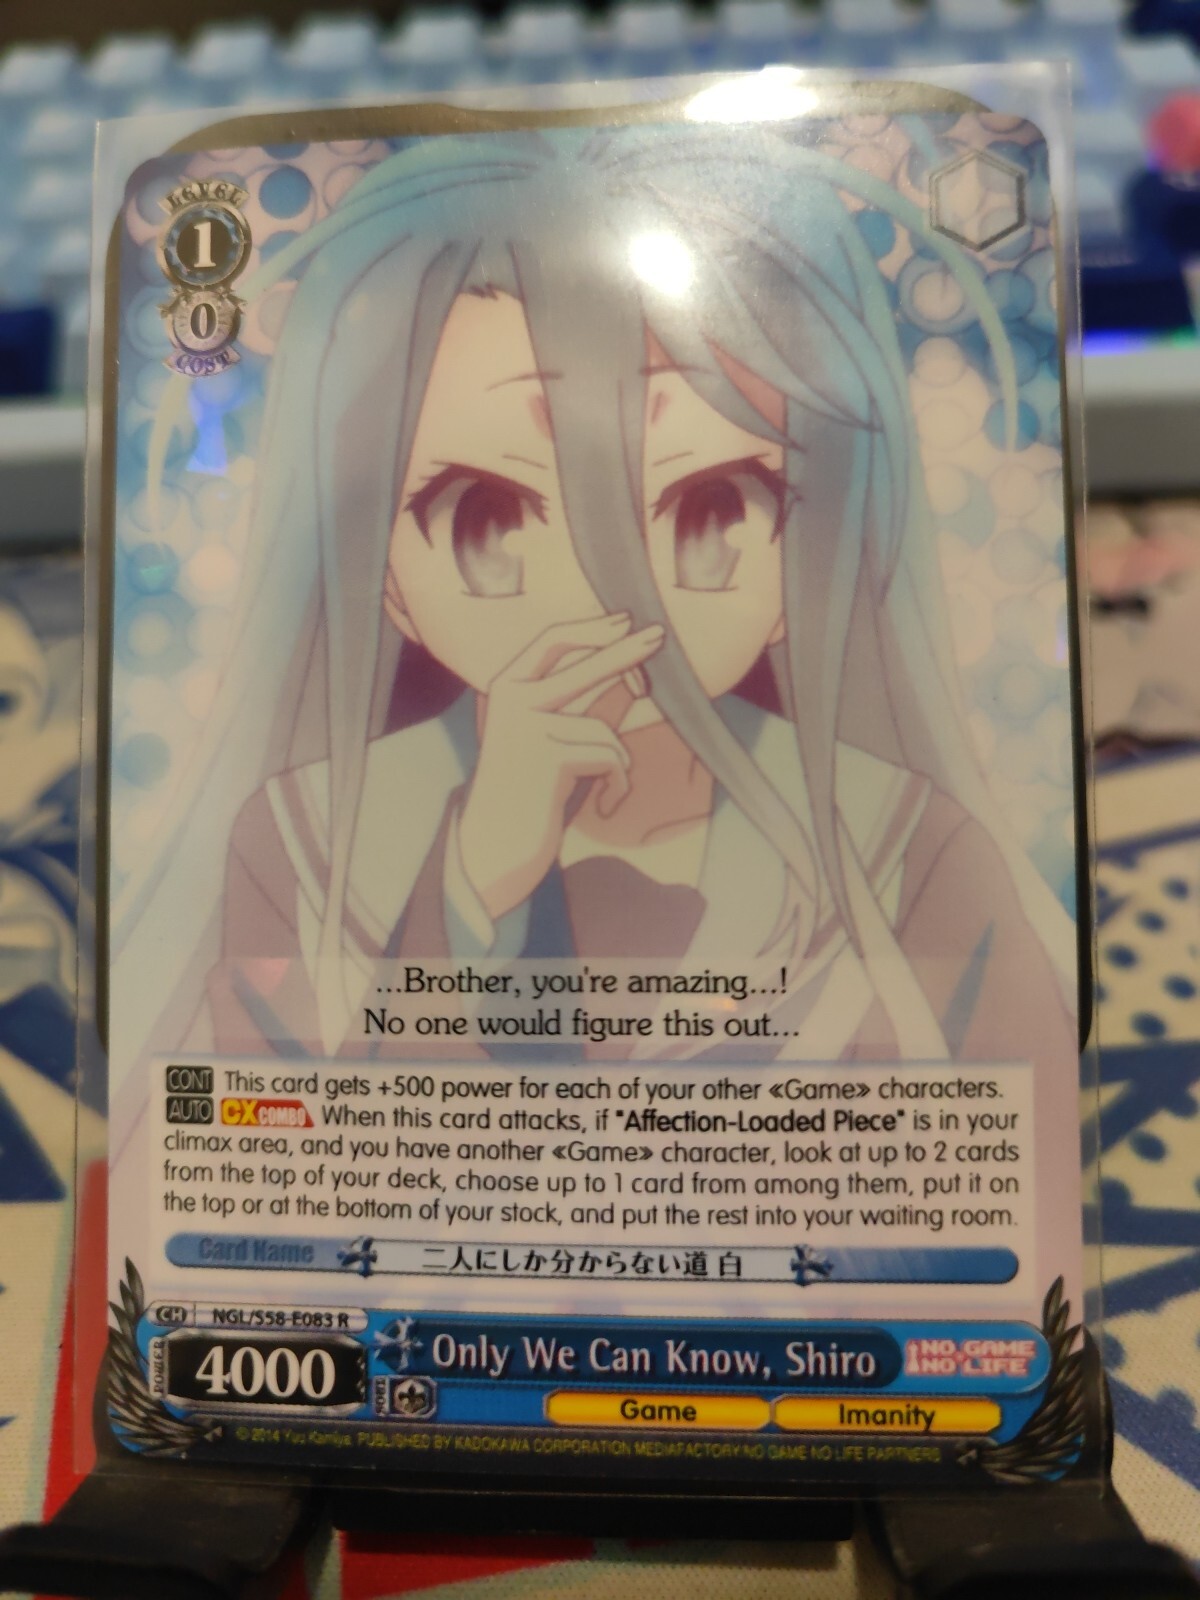 LEVEL
1
0
COST
...Brother, you're amazing...!
No one would figure this out...
CONT This card gets +500 power for each of your other «Game» characters.
AUTO CX COMBO When this card attacks, if "Affection-Loaded Piece" is in your
climax area, and you have another «Game» character, look at up to 2 cards
from the top of your deck, choose up to 1 card from among them, put it on
the top or at the bottom of your stock, and put the rest into your waiting room.
Card Name 二人にしか分からない道 白
CH NGL/S58-E083 R
POWER 4000
Only We Can Know, Shiro
NO GAME
NO LIFE
Game Imanity
© 2014 Yuu Kamiya. PUBLISHED BY KADOKAWA CORPORATION MEDIAFACTORY/NO GAME NO LIFE PARTNERS